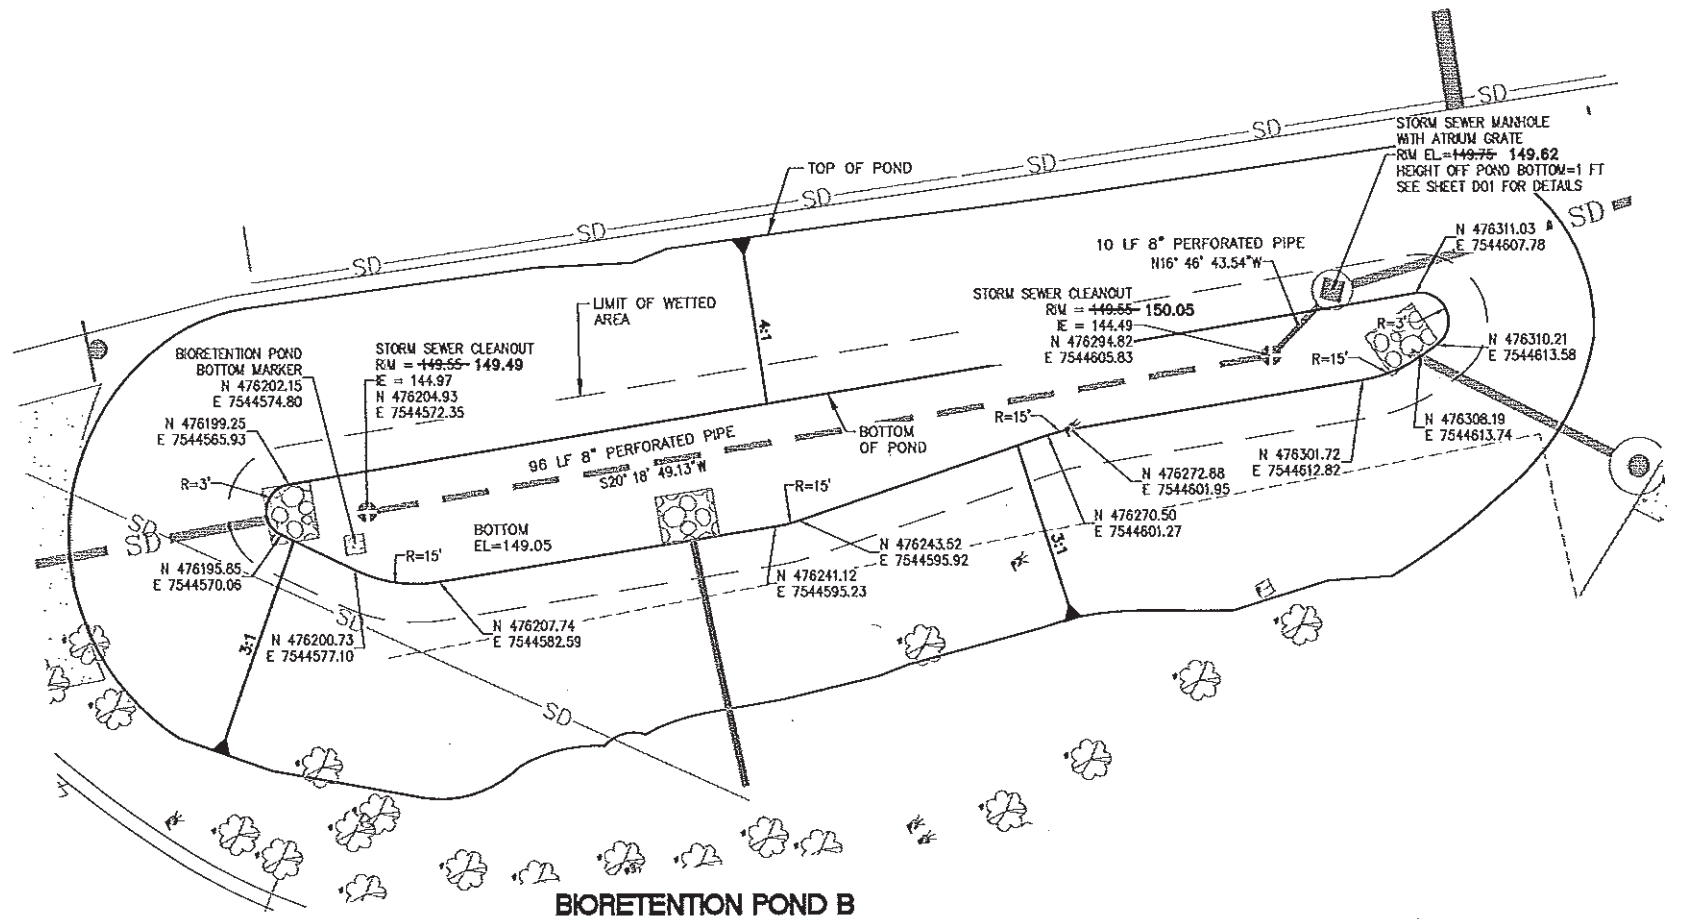 SD
SD
SD
SD
SD
SD
TOP OF POND
STORM SEWER MANHOLE
WITH ATRIUM GRATE
RIM EL=149.75 149.62
HEIGHT OFF POND BOTTOM=1 FT
SEE SHEET D01 FOR DETAILS
SD
N 476311.03
E 7544607.78
10 LF 8" PERFORATED PIPE
N16° 46' 43.54"W
STORM SEWER CLEANOUT
RIM = 149.55 150.05
IE = 144.49
N 476294.82
E 7544605.83
LIMIT OF WETTED
AREA
4:1
R=3'
R=15'
N 476310.21
E 7544613.58
BIORETENTION POND
BOTTOM MARKER
N 476202.15
E 7544574.80
STORM SEWER CLEANOUT
RIM = 149.55 149.49
IE = 144.97
N 476204.93
E 7544572.35
N 476199.25
E 7544565.93
R=3'
96 LF 8" PERFORATED PIPE
S20° 18' 49.13"W
BOTTOM
OF POND
R=15'
N 476308.19
E 7544613.74
N 476301.72
E 7544612.82
N 476272.88
E 7544601.95
N 476270.50
E 7544601.27
R=15'
BOTTOM
EL=149.05
R=15'
SD
SD
N 476195.85
E 7544570.06
N 476243.52
E 7544595.92
N 476241.12
E 7544595.23
3:1
3:1
N 476200.73
E 7544577.10
N 476207.74
E 7544582.59
SD
SD
BIORETENTION POND B